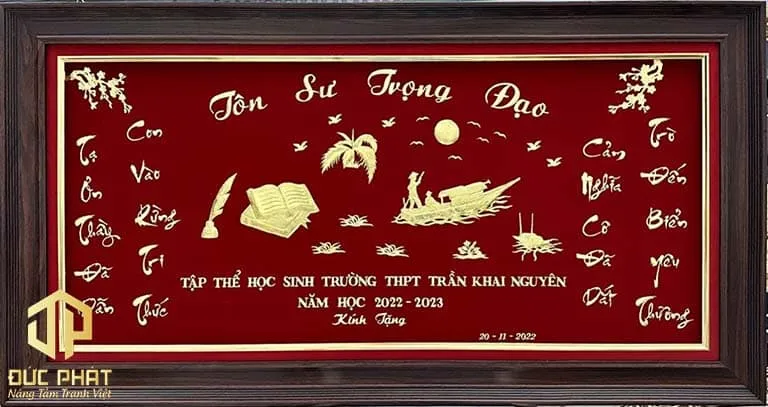 Tôn Sư Trọng Đạo
Tạ Ơn Thầy Đã Dẫn
Con Vào Rừng Tri Thức
Cảm Nghĩa Cô Đã Dắt
Trò Đến Biển Yêu Thương
TẬP THỂ HỌC SINH TRƯỜNG THPT TRẦN KHAI NGUYÊN
NĂM HỌC 2022-2023
Kính Tặng
20-11-2022
ĐỨC PHÁT
Nâng Tầm Tranh Việt